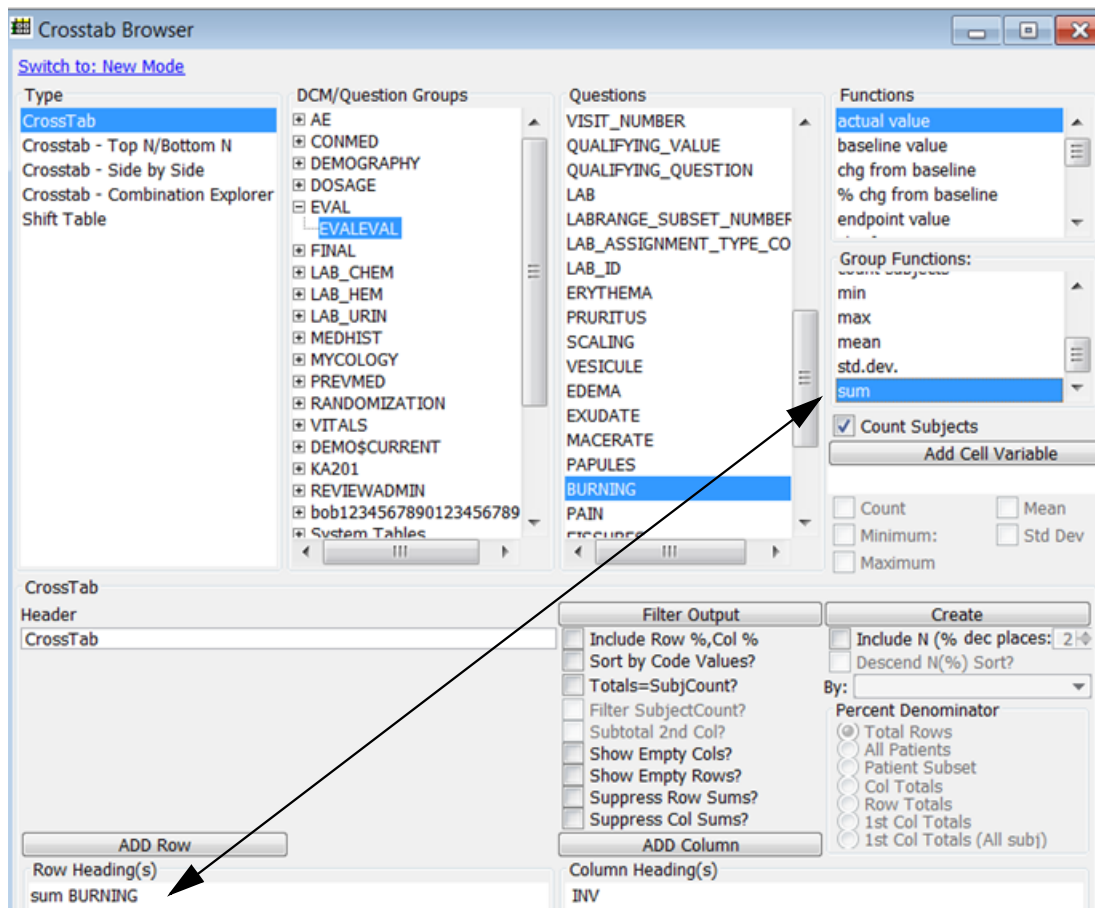 Crosstab Browser
Switch to: New Mode
Type
CrossTab
Crosstab - Top N/Bottom N
Crosstab - Side by Side
Crosstab - Combination Explorer
Shift Table
DCM/Question Groups
AE
CONMED
DEMOGRAPHY
DOSAGE
EVAL
EVALEVAL
FINAL
LAB_CHEM
LAB_HEM
LAB_URIN
MEDHIST
MYCOLOGY
PREVMED
RANDOMIZATION
VITALS
DEMO$CURRENT
KA201
REVIEWADMIN
bob1234567890123456789
System Tables
Questions
VISIT_NUMBER
QUALIFYING_VALUE
QUALIFYING_QUESTION
LAB
LABRANGE_SUBSET_NUMBER
LAB_ASSIGNMENT_TYPE_CO
LAB_ID
ERYTHEMA
PRURITUS
SCALING
VESICULE
EDEMA
EXUDATE
MACERATE
PAPULES
BURNING
PAIN
FISSURES
Functions
actual value
baseline value
chg from baseline
% chg from baseline
endpoint value
Group Functions:
count subjects
min
max
mean
std.dev.
sum
Count Subjects
Add Cell Variable
Count Mean
Minimum: Std Dev
Maximum
CrossTab
Header
CrossTab
ADD Row
Row Heading(s)
sum BURNING
Filter Output
Include Row %,Col %
Sort by Code Values?
Totals=SubjCount?
Filter SubjectCount?
Subtotal 2nd Col?
Show Empty Cols?
Show Empty Rows?
Suppress Row Sums?
Suppress Col Sums?
ADD Column
Column Heading(s)
INV
Create
Include N (% dec places: 2
Descend N(%) Sort?
By:
Percent Denominator
Total Rows
All Patients
Patient Subset
Col Totals
Row Totals
1st Col Totals
1st Col Totals (All subj)